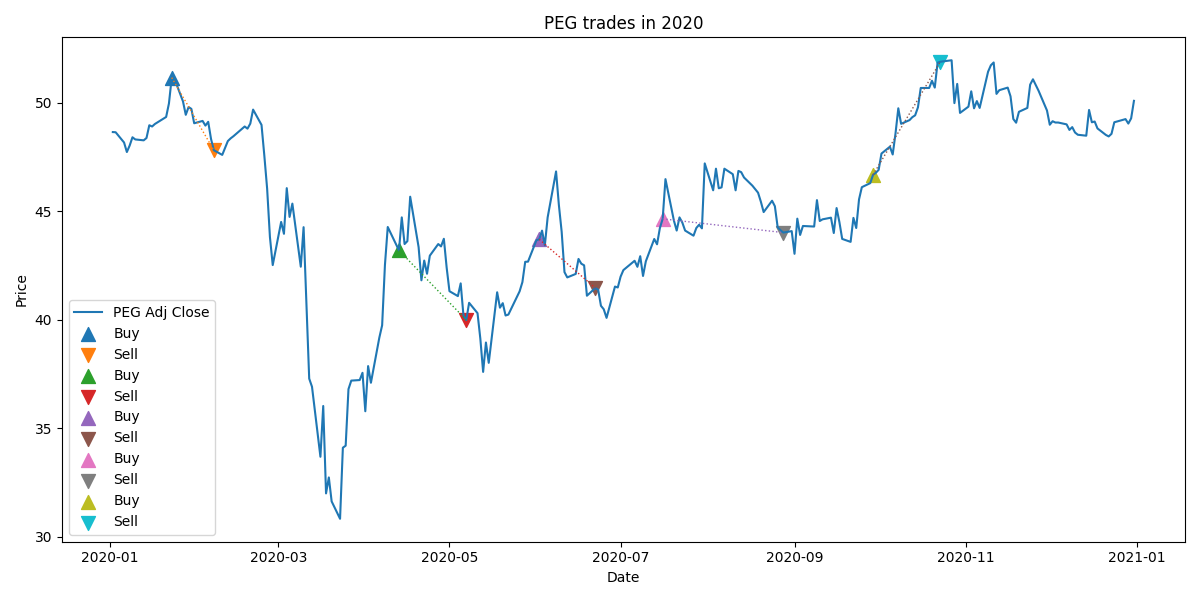 PEG trades in 2020
Price
50
45
40
35
30
PEG Adj Close
Buy
Sell
Buy
Sell
Buy
Sell
Buy
Sell
Buy
Sell
2020-01
2020-03
2020-05
2020-07
2020-09
2020-11
2021-01
Date